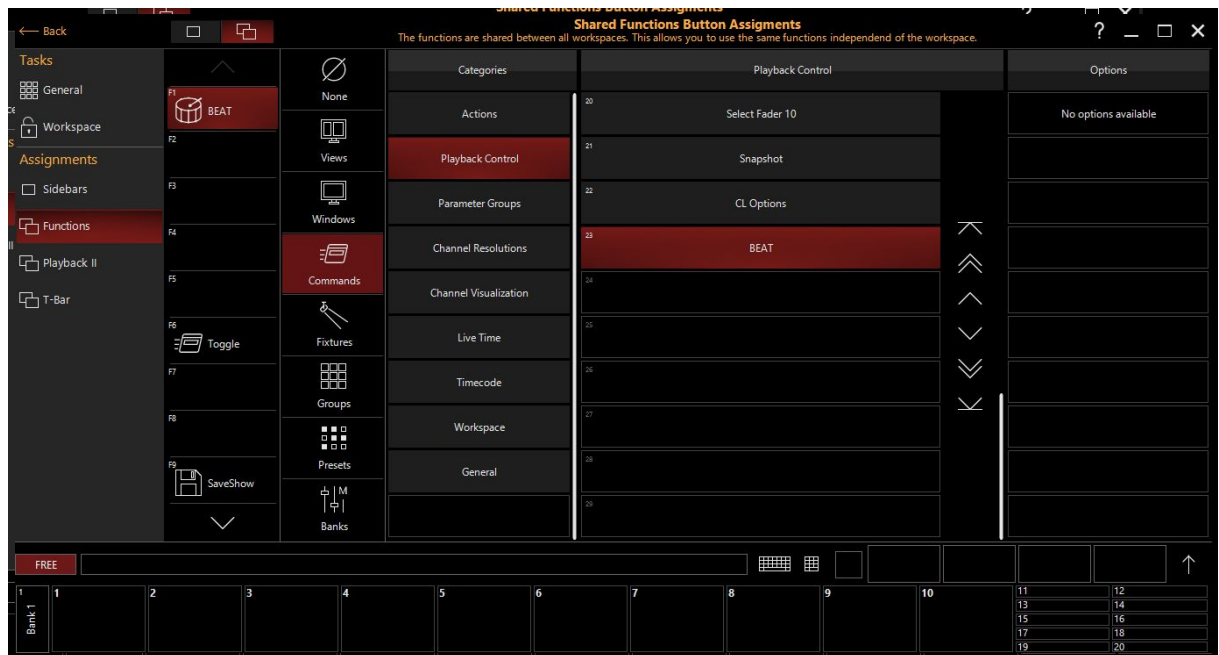 Shared Functions Button Assigments
← Back
Shared Functions Button Assigments
The functions are shared between all workspaces. This allows you to use the same functions independend of the workspace.
?
Tasks
General
Workspace
Assignments
Sidebars
Functions
Playback II
T-Bar
F1
BEAT
F2
F3
F4
F5
F6
Toggle
F7
F8
F9
SaveShow
None
Views
Windows
Commands
Fixtures
Groups
Presets
M
Banks
Categories
Actions
Playback Control
Parameter Groups
Channel Resolutions
Channel Visualization
Live Time
Timecode
Workspace
General
Playback Control
20
Select Fader 10
21
Snapshot
22
CL Options
23
BEAT
24
25
26
27
28
29
Options
No options available
FREE
1
Bank 1
1 2 3 4 5 6 7 8 9 10
11 12
13 14
15 16
17 18
19 20